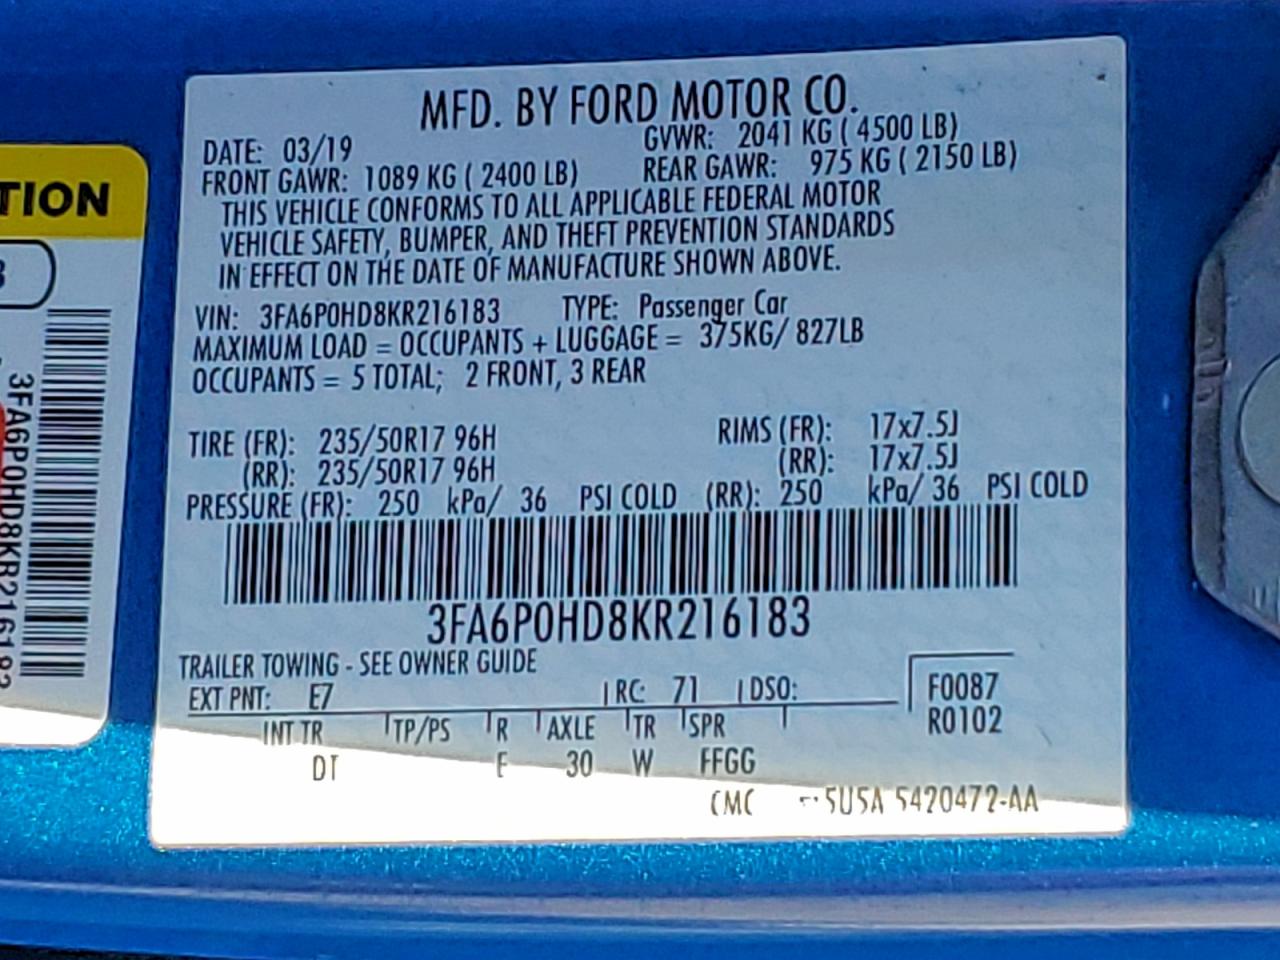 MFD. BY FORD MOTOR CO.
DATE: 03/19 GVWR: 2041 KG ( 4500 LB)
FRONT GAWR: 1089 KG ( 2400 LB) REAR GAWR: 975 KG ( 2150 LB)
THIS VEHICLE CONFORMS TO ALL APPLICABLE FEDERAL MOTOR
VEHICLE SAFETY, BUMPER, AND THEFT PREVENTION STANDARDS
IN EFFECT ON THE DATE OF MANUFACTURE SHOWN ABOVE.
VIN: 3FA6P0HD8KR216183 TYPE: Passenger Car
MAXIMUM LOAD = OCCUPANTS + LUGGAGE = 375KG/ 827LB
OCCUPANTS = 5 TOTAL; 2 FRONT, 3 REAR
TIRE (FR): 235/50R17 96H RIMS (FR): 17x7.5J
(RR): 235/50R17 96H (RR): 17x7.5J
PRESSURE (FR): 250 kPa/ 36 PSI COLD (RR): 250 kPa/ 36 PSI COLD
3FA6P0HD8KR216183
TRAILER TOWING - SEE OWNER GUIDE
EXT PNT: E7 RC: 71 DSO: F0087
R0102
INT TR TP/PS R AXLE TR SPR
DT 30 W FFGG
5U5A 5420472-AA
TION
3FA6P0HD8KR216183